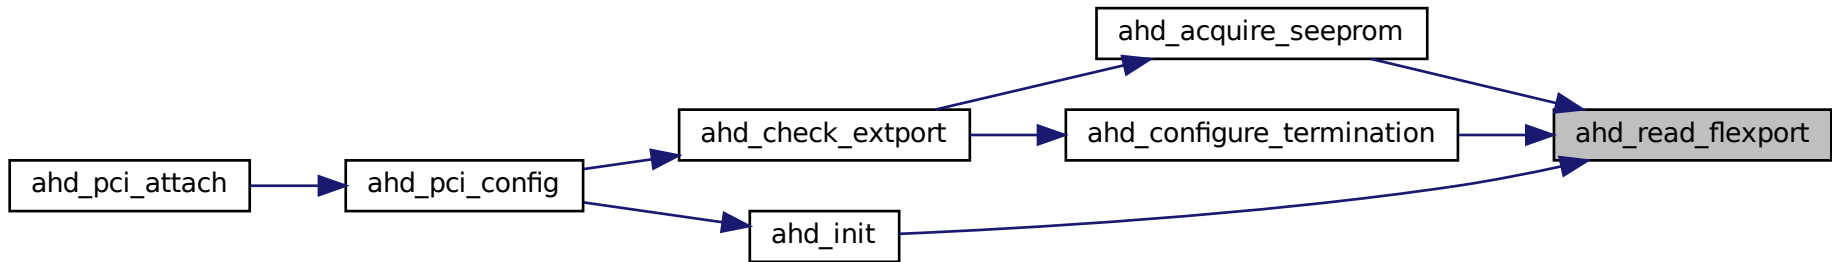 ahd_acquire_seeprom
ahd_check_extport
ahd_configure_termination
ahd_read_flexport
ahd_pci_attach
ahd_pci_config
ahd_init